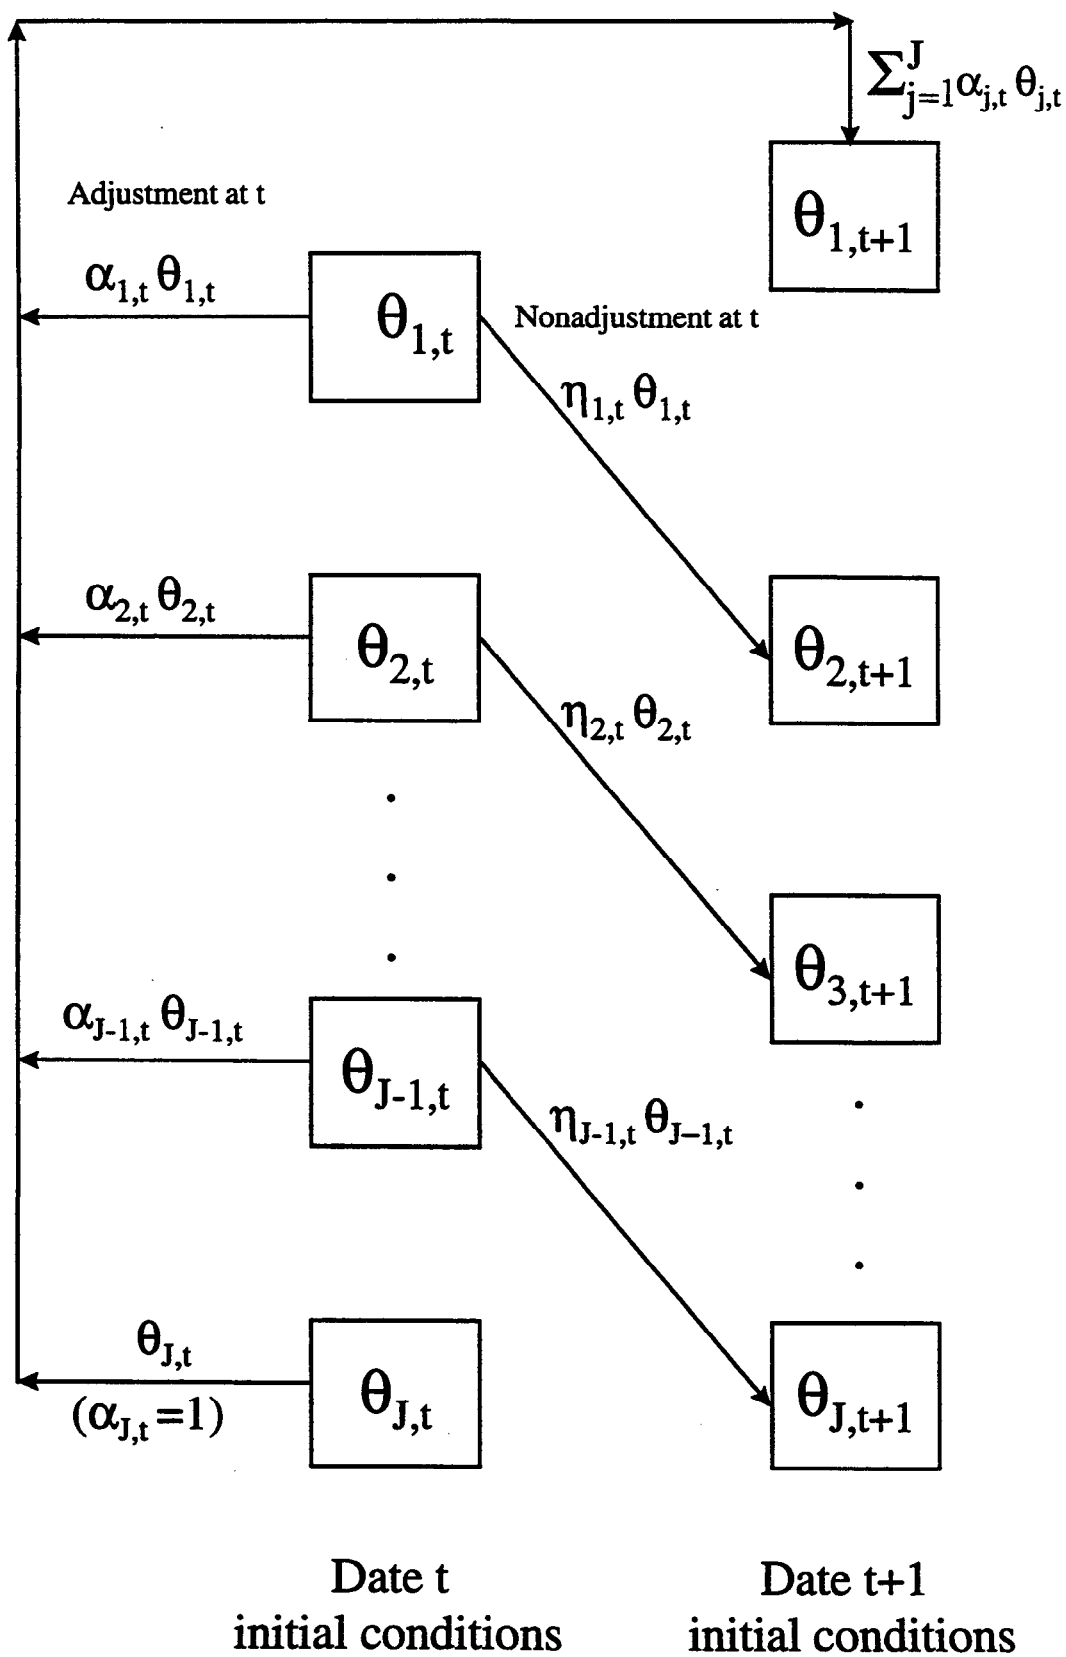 ∑_{j=1}^{J} α_{j,t} θ_{j,t}
Adjustment at t
θ_{1,t+1}
α_{1,t} θ_{1,t}
θ_{1,t}
Nonadjustment at t
η_{1,t} θ_{1,t}
α_{2,t} θ_{2,t}
θ_{2,t}
θ_{2,t+1}
η_{2,t} θ_{2,t}
θ_{3,t+1}
α_{J-1,t} θ_{J-1,t}
θ_{J-1,t}
η_{J-1,t} θ_{J–1,t}
θ_{J,t}
(α_{J,t}=1)
θ_{J,t}
θ_{J,t+1}
Date t
initial conditions
Date t+1
initial conditions